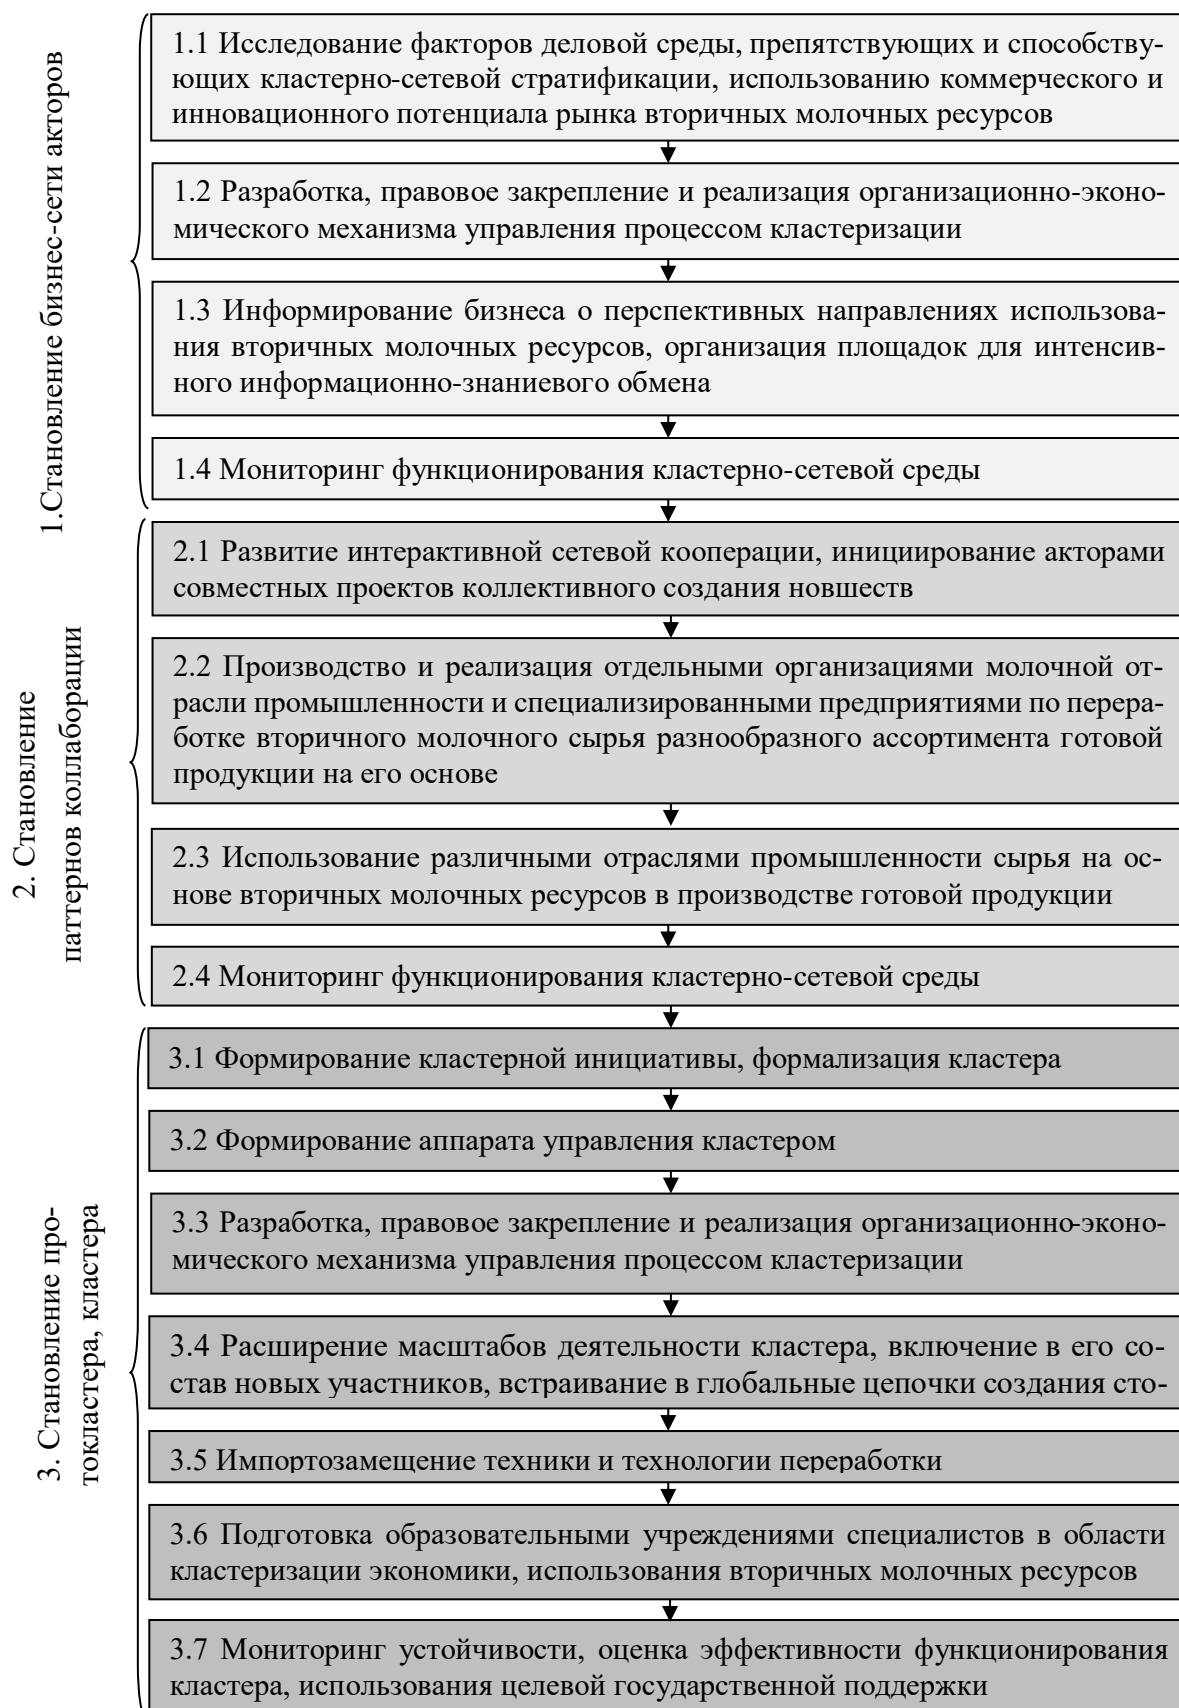 1.Становление бизнес-сети акторов
1.1 Исследование факторов деловой среды, препятствующих и способству-
ющих кластерно-сетевой стратификации, использованию коммерческого и
инновационного потенциала рынка вторичных молочных ресурсов
1.2 Разработка, правовое закрепление и реализация организационно-эконо-
мического механизма управления процессом кластеризации
1.3 Информирование бизнеса о перспективных направлениях использова-
ния вторичных молочных ресурсов, организация площадок для интенсив-
ного информационно-знаниевого обмена
1.4 Мониторинг функционирования кластерно-сетевой среды
2. Становление
паттернов коллаборации
2.1 Развитие интерактивной сетевой кооперации, инициирование акторами
совместных проектов коллективного создания новшеств
2.2 Производство и реализация отдельными организациями молочной от-
расли промышленности и специализированными предприятиями по перера-
ботке вторичного молочного сырья разнообразного ассортимента готовой
продукции на его основе
2.3 Использование различными отраслями промышленности сырья на ос-
нове вторичных молочных ресурсов в производстве готовой продукции
2.4 Мониторинг функционирования кластерно-сетевой среды
3. Становление про-
токластера, кластера
3.1 Формирование кластерной инициативы, формализация кластера
3.2 Формирование аппарата управления кластером
3.3 Разработка, правовое закрепление и реализация организационно-эконо-
мического механизма управления процессом кластеризации
3.4 Расширение масштабов деятельности кластера, включение в его со-
став новых участников, встраивание в глобальные цепочки создания сто-
3.5 Импортозамещение техники и технологии переработки
3.6 Подготовка образовательными учреждениями специалистов в области
кластеризации экономики, использования вторичных молочных ресурсов
3.7 Мониторинг устойчивости, оценка эффективности функционирования
кластера, использования целевой государственной поддержки